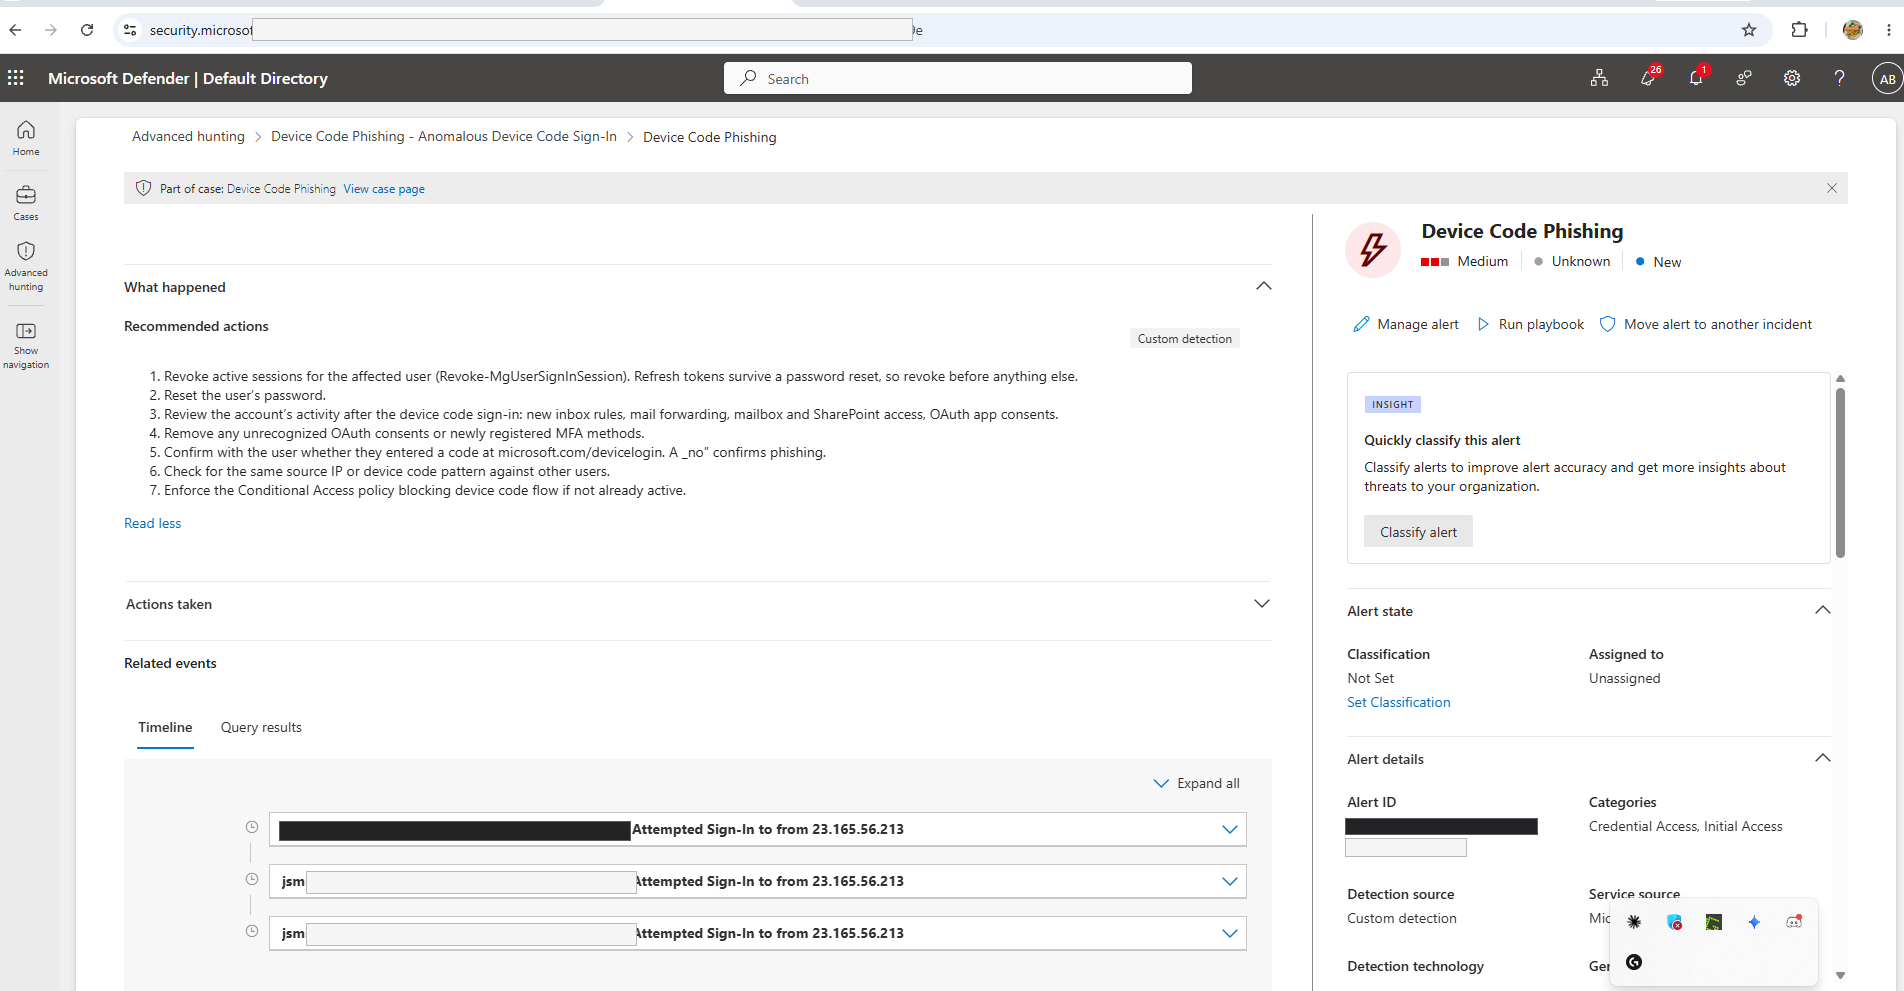 security.microsof
e
Microsoft Defender | Default Directory
Search
26
1
AB
Home
Cases
Advanced
hunting
Show
navigation
Advanced hunting > Device Code Phishing - Anomalous Device Code Sign-In > Device Code Phishing
Part of case: Device Code Phishing View case page
What happened
Recommended actions
Custom detection
1. Revoke active sessions for the affected user (Revoke-MgUserSignInSession). Refresh tokens survive a password reset, so revoke before anything else.
2. Reset the user's password.
3. Review the account's activity after the device code sign-in: new inbox rules, mail forwarding, mailbox and SharePoint access, OAuth app consents.
4. Remove any unrecognized OAuth consents or newly registered MFA methods.
5. Confirm with the user whether they entered a code at microsoft.com/devicelogin. A _no” confirms phishing.
6. Check for the same source IP or device code pattern against other users.
7. Enforce the Conditional Access policy blocking device code flow if not already active.
Read less
Actions taken
Related events
Timeline
Query results
Expand all
Attempted Sign-In to from 23.165.56.213
jsm Attempted Sign-In to from 23.165.56.213
jsm Attempted Sign-In to from 23.165.56.213
Device Code Phishing
Medium
Unknown
New
Manage alert
Run playbook
Move alert to another incident
INSIGHT
Quickly classify this alert
Classify alerts to improve alert accuracy and get more insights about
threats to your organization.
Classify alert
Alert state
Classification
Assigned to
Not Set
Unassigned
Set Classification
Alert details
Alert ID
Categories
Credential Access, Initial Access
Detection source
Service source
Custom detection
Mic
Detection technology
Ger